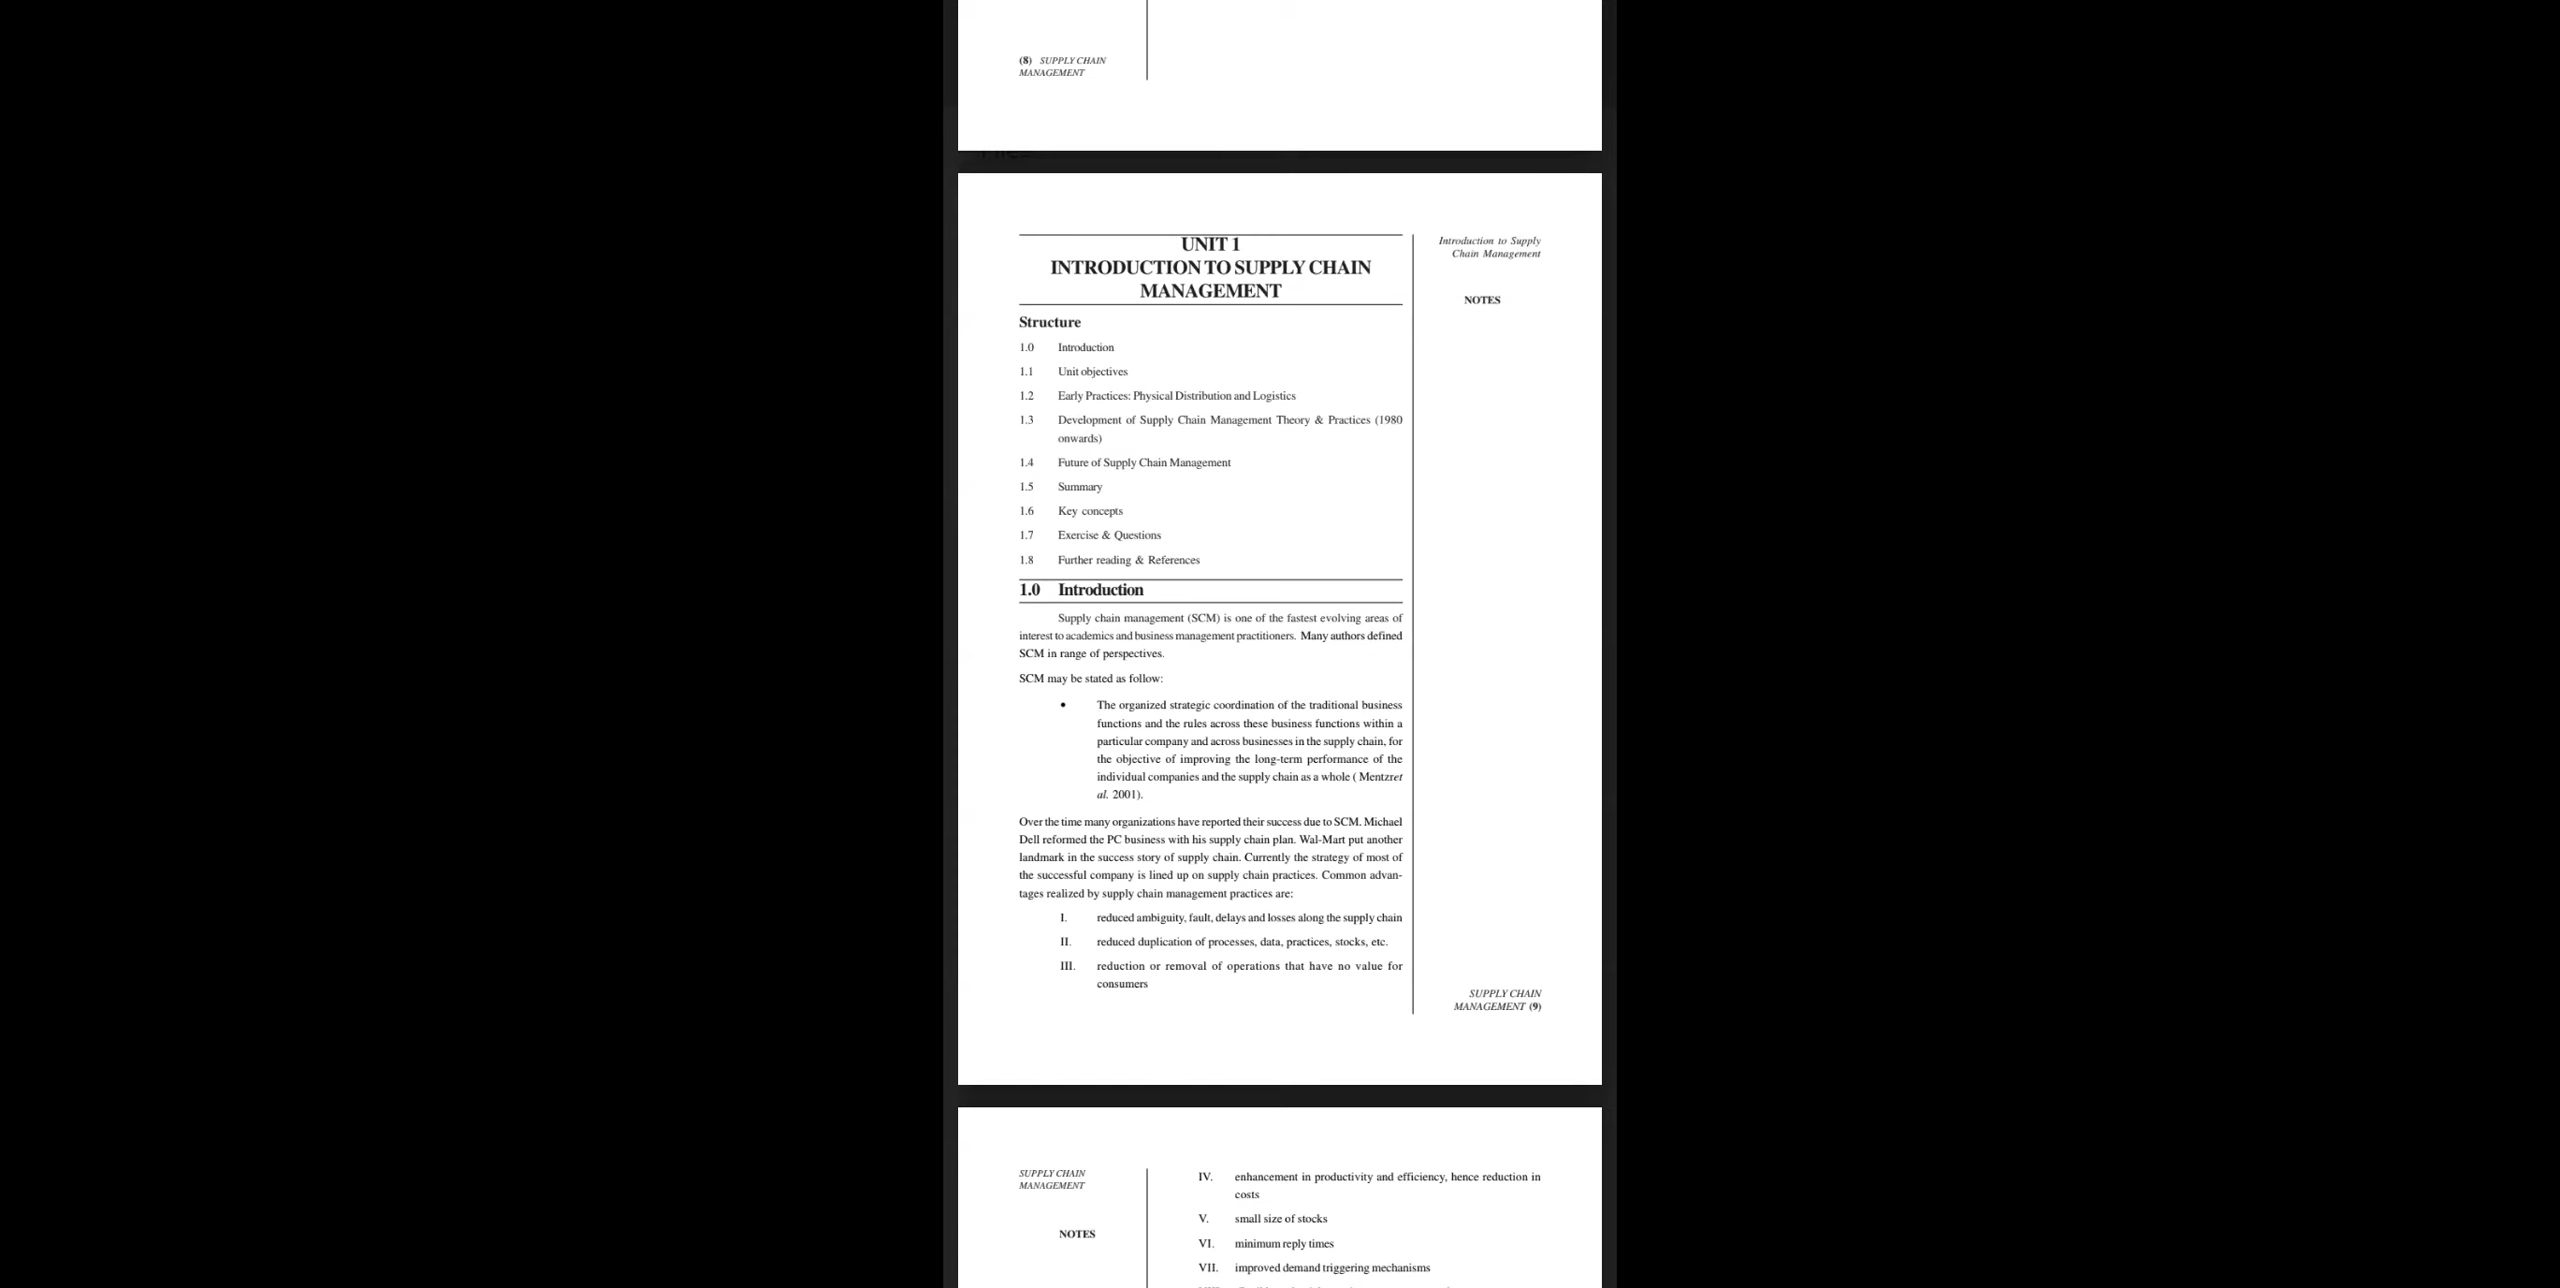 (8) SUPPLY CHAIN
MANAGEMENT
UNIT 1
INTRODUCTION TO SUPPLY CHAIN
MANAGEMENT
Introduction to Supply
Chain Management
NOTES
Structure
1.0 Introduction
1.1 Unit objectives
1.2 Early Practices: Physical Distribution and Logistics
1.3 Development of Supply Chain Management Theory & Practices (1980
onwards)
1.4 Future of Supply Chain Management
1.5 Summary
1.6 Key concepts
1.7 Exercise & Questions
1.8 Further reading & References
1.0 Introduction
Supply chain management (SCM) is one of the fastest evolving areas of
interest to academics and business management practitioners. Many authors defined
SCM in range of perspectives.
SCM may be stated as follow:
• The organized strategic coordination of the traditional business
functions and the rules across these business functions within a
particular company and across businesses in the supply chain, for
the objective of improving the long-term performance of the
individual companies and the supply chain as a whole ( Mentzret
al. 2001).
Over the time many organizations have reported their success due to SCM. Michael
Dell reformed the PC business with his supply chain plan. Wal-Mart put another
landmark in the success story of supply chain. Currently the strategy of most of
the successful company is lined up on supply chain practices. Common advan-
tages realized by supply chain management practices are:
I. reduced ambiguity, fault, delays and losses along the supply chain
II. reduced duplication of processes, data, practices, stocks, etc.
III. reduction or removal of operations that have no value for
consumers
SUPPLY CHAIN
MANAGEMENT (9)
SUPPLY CHAIN
MANAGEMENT
NOTES
IV. enhancement in productivity and efficiency, hence reduction in
costs
V. small size of stocks
VI. minimum reply times
VII. improved demand triggering mechanisms